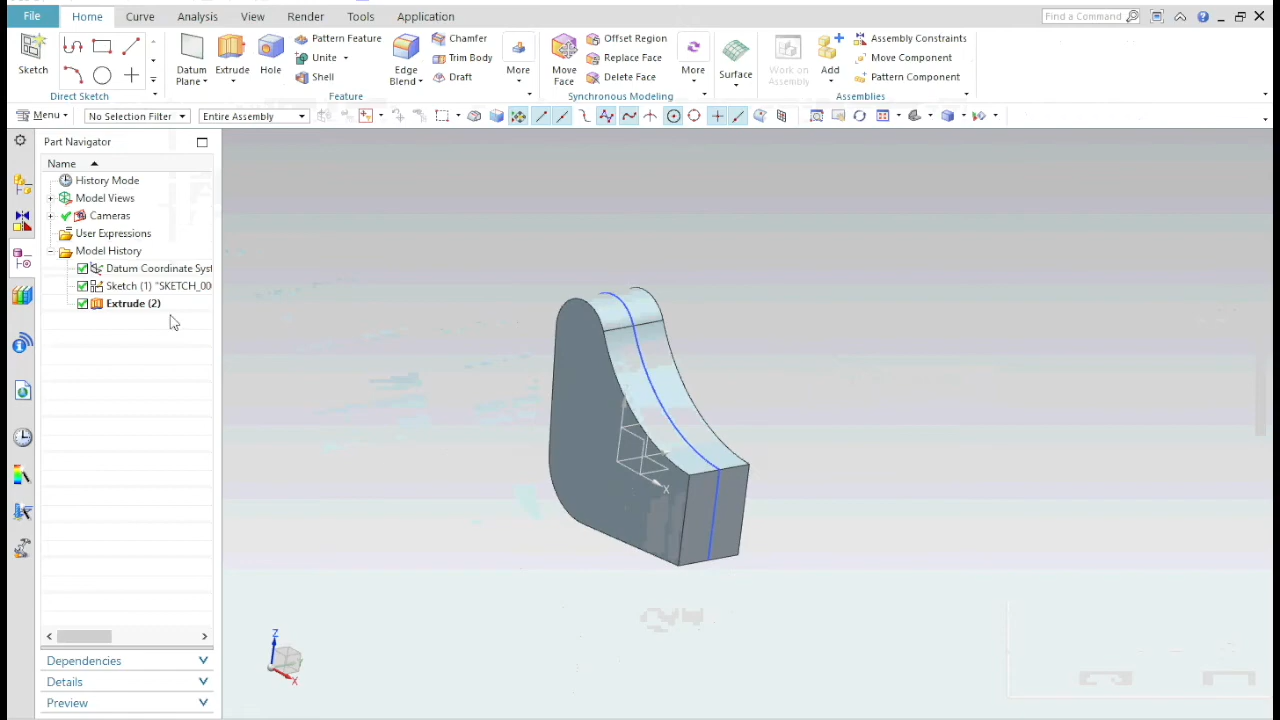 File Home Curve Analysis View Render Tools Application Find a Command
Sketch
Direct Sketch
Datum Plane
Extrude
Hole
Pattern Feature
Unite
Shell
Edge Blend
Chamfer
Trim Body
Draft
More
Feature
Move Face
Offset Region
Replace Face
Delete Face
More
Synchronous Modeling
Surface
Work on Assembly
Add
Assembly Constraints
Move Component
Pattern Component
Assemblies
Menu No Selection Filter Entire Assembly
Part Navigator
Name
History Mode
Model Views
Cameras
User Expressions
Model History
Datum Coordinate Syst
Sketch (1) "SKETCH_00
Extrude (2)
X
Z
X
Dependencies
Details
Preview